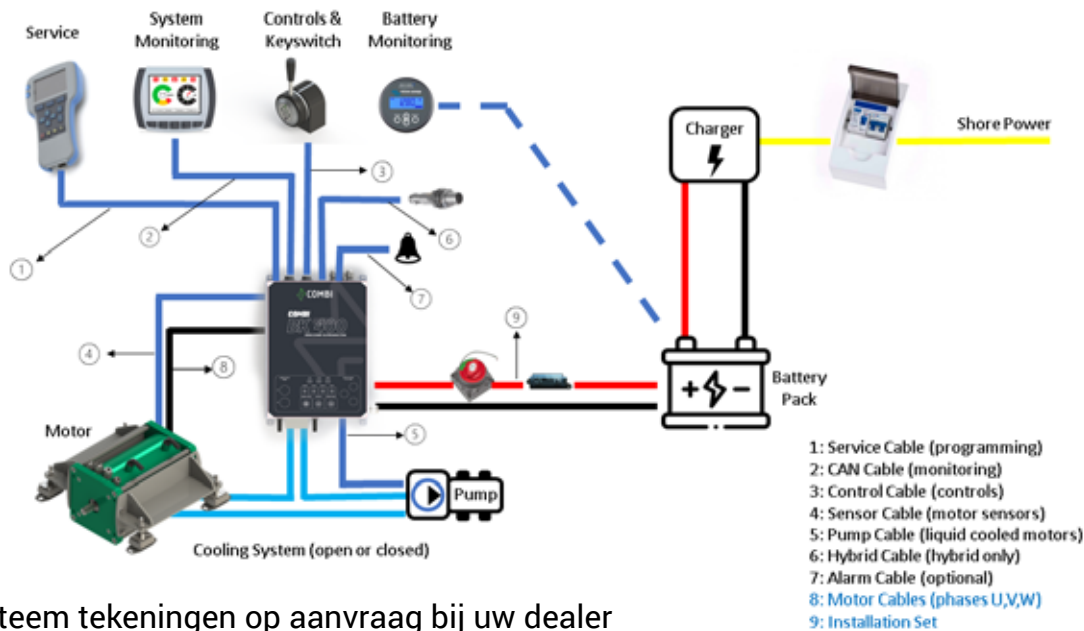 Service
System
Monitoring
Controls &
Keyswitch
Battery
Monitoring
Charger
Shore Power
3
2
6
1
7
COMBI
COMBI
9
4
8
Battery
Pack
+ -
5
Motor
Pump
Cooling System (open or closed)
1: Service Cable (programming)
2: CAN Cable (monitoring)
3: Control Cable (controls)
4: Sensor Cable (motor sensors)
5: Pump Cable (liquid cooled motors)
6: Hybrid Cable (hybrid only)
7: Alarm Cable (optional)
8: Motor Cables (phases U,V,W)
9: Installation Set
teem tekeningen op aanvraag bij uw dealer